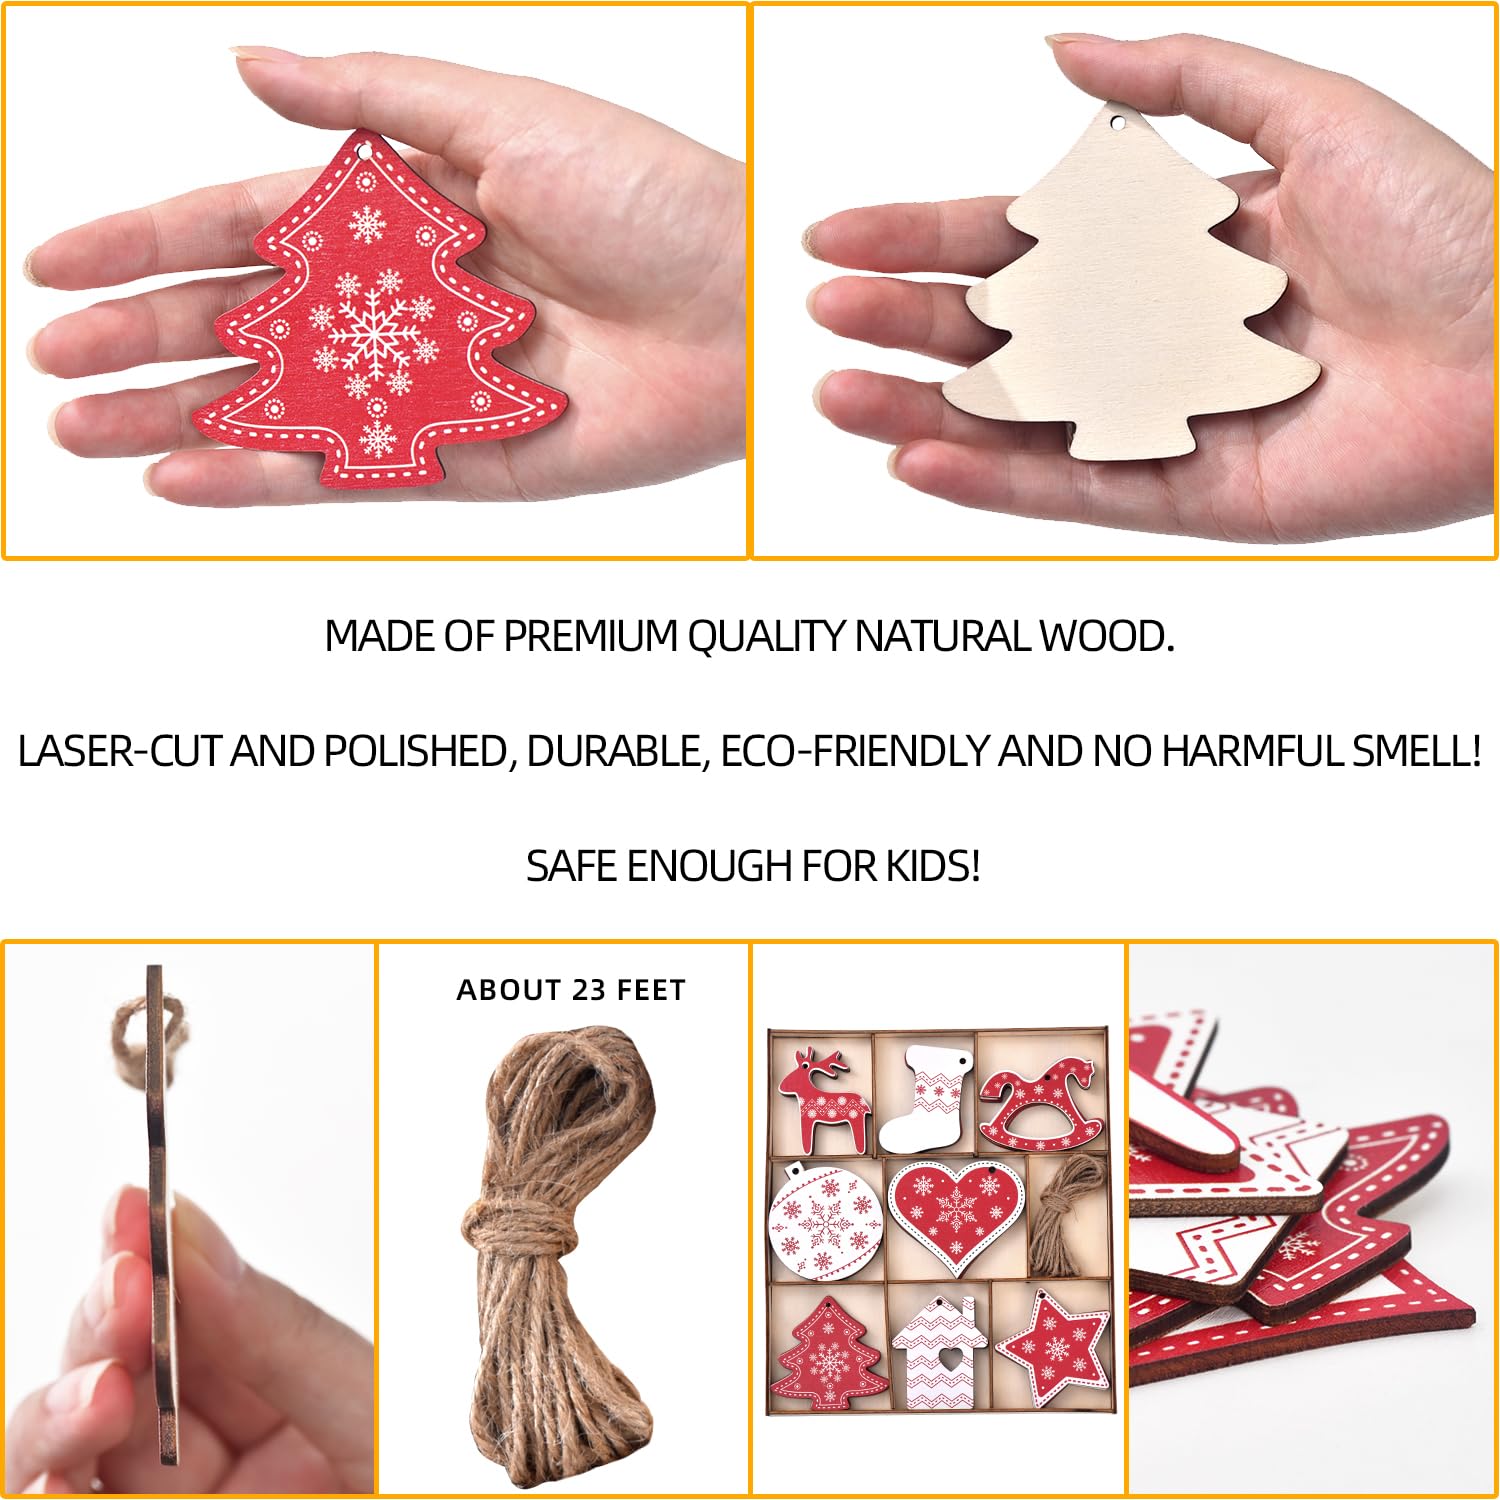 MADE OF PREMIUM QUALITY NATURAL WOOD.
LASER-CUT AND POLISHED, DURABLE, ECO-FRIENDLY AND NO HARMFUL SMELL!
SAFE ENOUGH FOR KIDS!
ABOUT 23 FEET